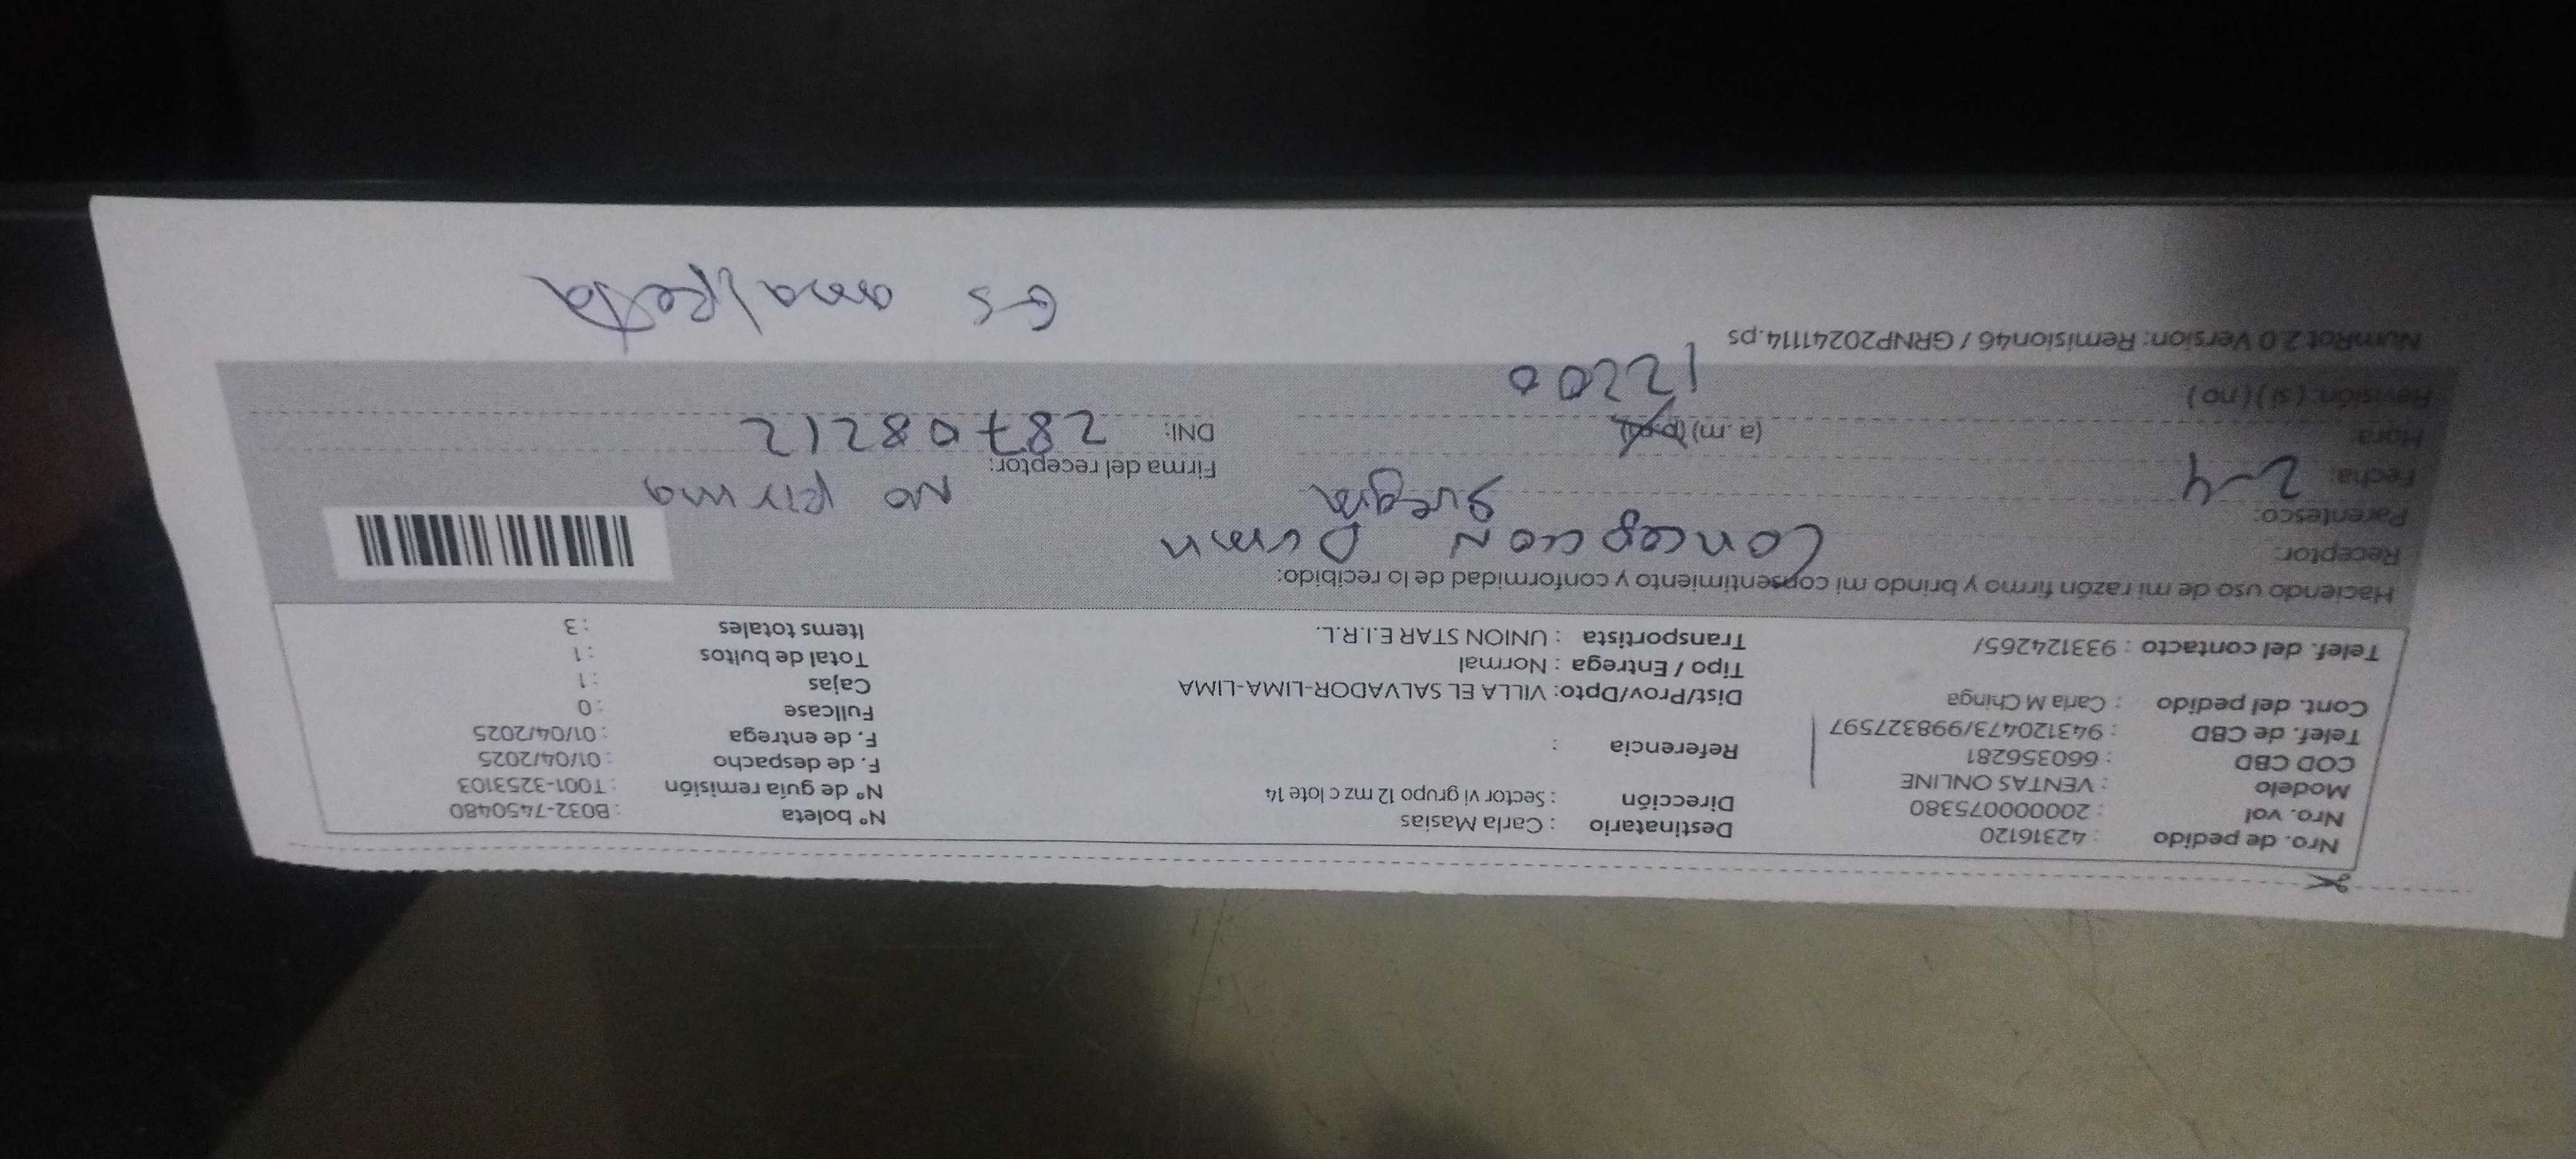 Nro. de pedido : 42316120
Nro. vol : 20000007538​0
Modelo : VENTAS ONLINE
COD CBD : 660356281
Telef. de CBD : 943120473/998327597
Cont. del pedido : Carla M Chinga
Telef. del contacto : 933124265/
Destinatario : Carla Masias
Dirección : Sector vi grupo 12 mz c lote 14
Referencia :
Dist/Prov/Dpto: VILLA EL SALVADOR-LIMA-LIMA
Tipo / Entrega : Normal
Transportista : UNION STAR E.I.R.L.
N° boleta : B032-7450480
N° de guía remisión : T001-3253103
F. de despacho : 01/04/2025
F. de entrega : 01/04/2025
Fullcase : 0
Cajas : 1
Total de bultos : 1
Items totales : 3
Haciendo uso de mi razón firmo y brindo mi consentimiento y conformidad de lo recibido:
Receptor: Concepcion
Parentesco: suegra
Fecha: 2-4
Hora: (a.m) (p.m) 1220
Revisión: (si) (no)
No firma
Firma del receptor:
DNI: 28708212
NumRot 2.0 Version: Remision46 / GRNP20241114.ps
es analfabeta